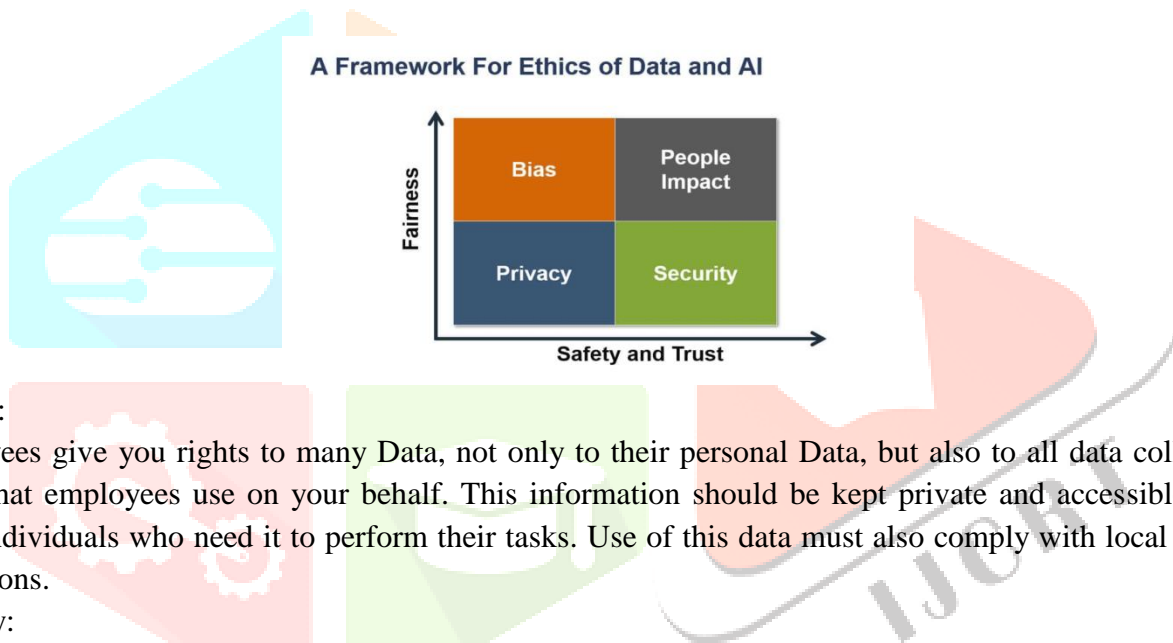 A Framework For Ethics of Data and AI
Fairness
Bias
People
Impact
Privacy
Security
Safety and Trust
:
ees give you rights to many Data, not only to their personal Data, but also to all data col
hat employees use on your behalf. This information should be kept private and accessibl
dividuals who need it to perform their tasks. Use of this data must also comply with local
ons.
y:
IJCRT